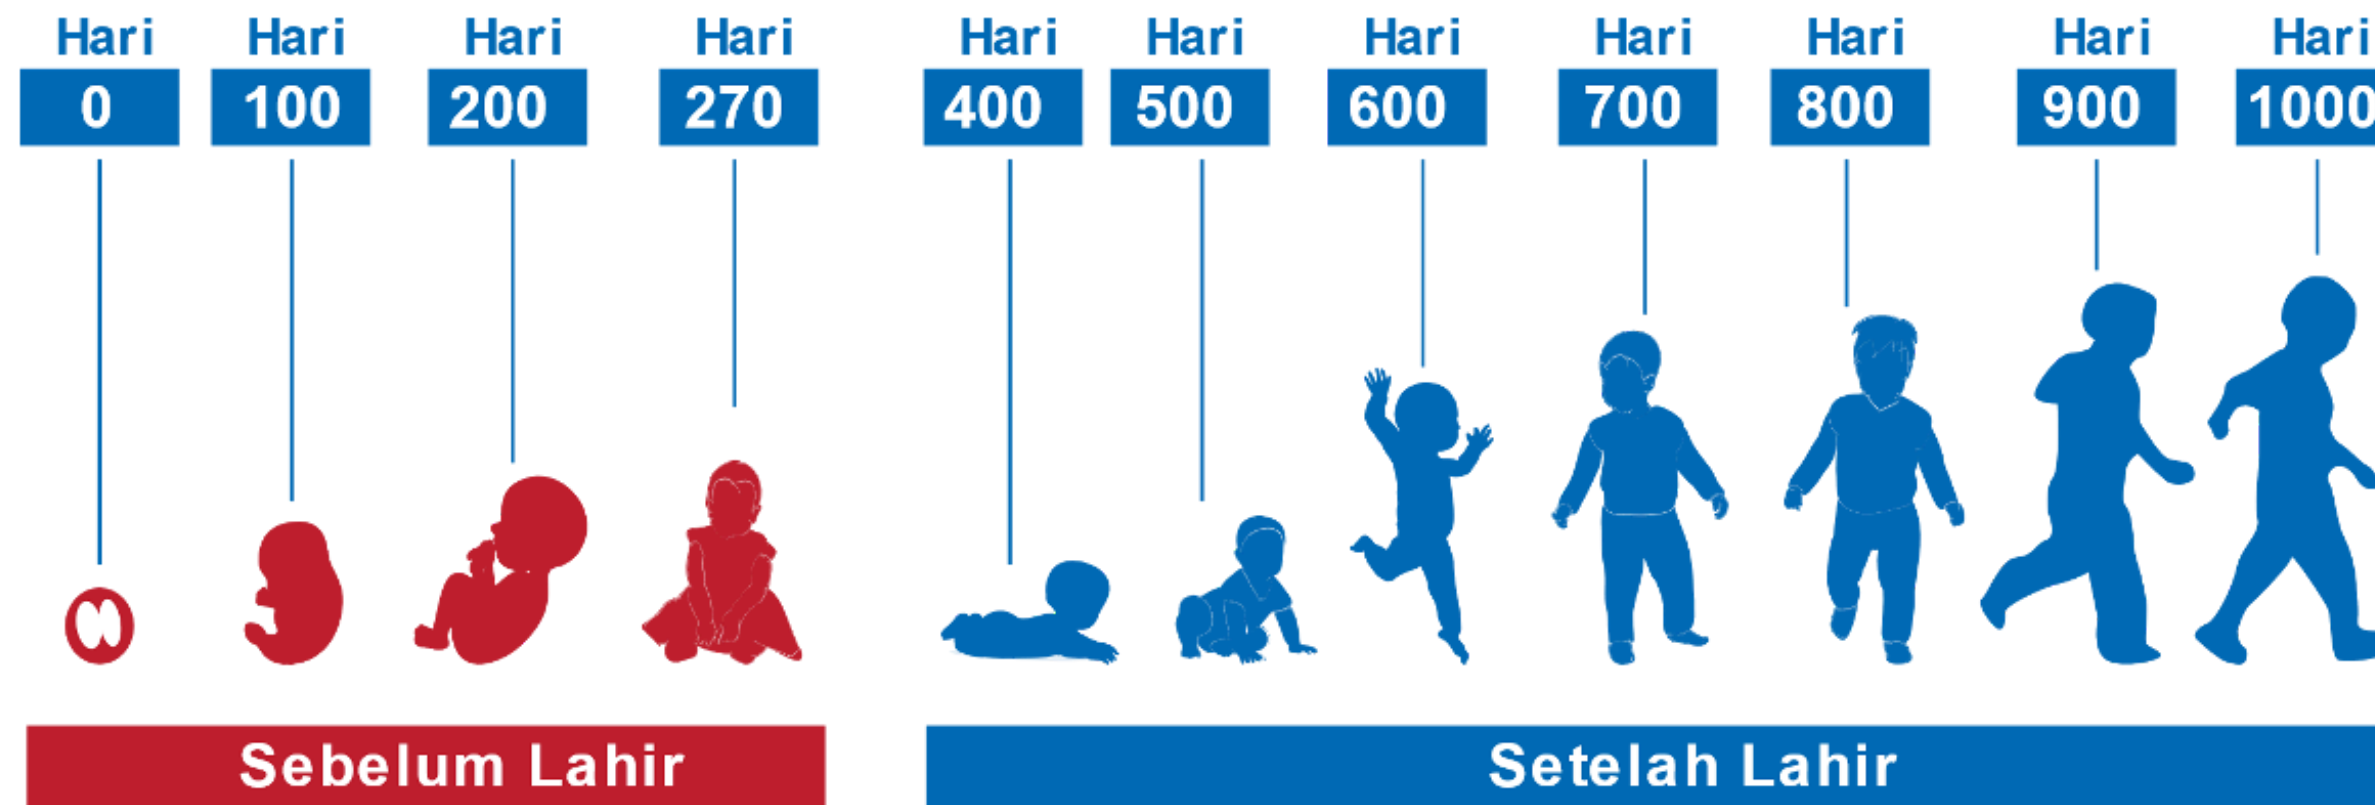 Hari Hari Hari Hari Hari Hari Hari Hari Hari Hari Hari
0 100 200 270 400 500 600 700 800 900 1000
Sebelum Lahir Setelah Lahir